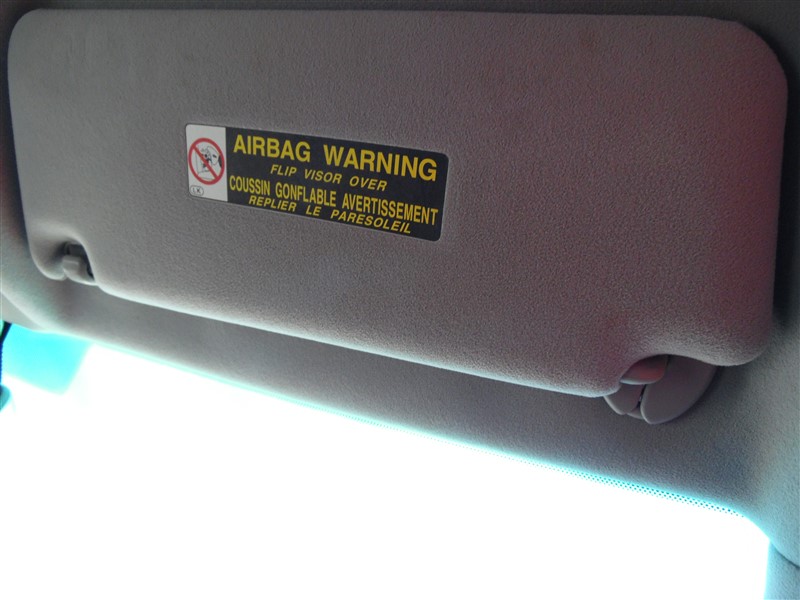 AIRBAG WARNING
FLIP VISOR OVER
COUSSIN GONFLABLE AVERTISSEMENT
REPLIER LE PARESOLEIL